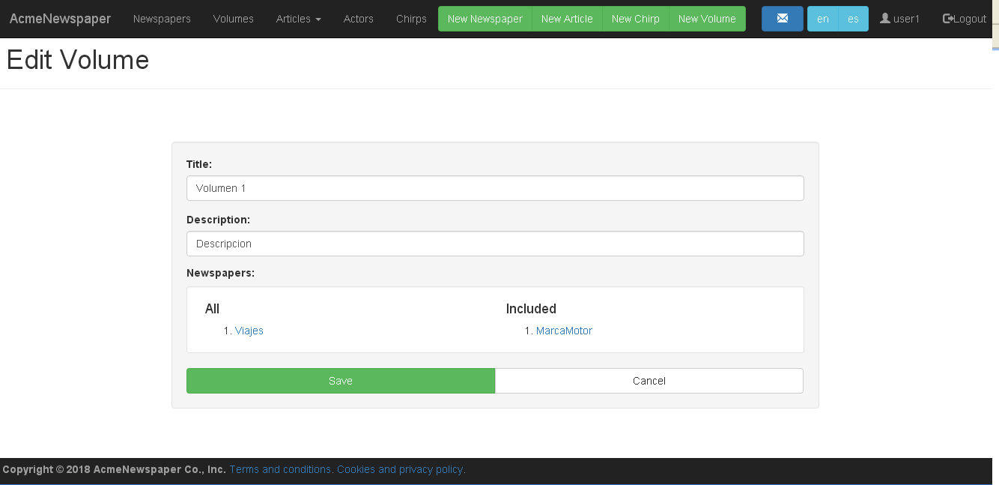 AcmeNewspaper Newspapers Volumes Articles Actors Chirps New Newspaper New Article New Chirp New Volume en es user1 Logout
Edit Volume
Title:
Volumen 1
Description:
Descripcion
Newspapers:
All Included
1. Viajes 1. MarcaMotor
Save Cancel
Copyright © 2018 AcmeNewspaper Co., Inc. Terms and conditions. Cookies and privacy policy.